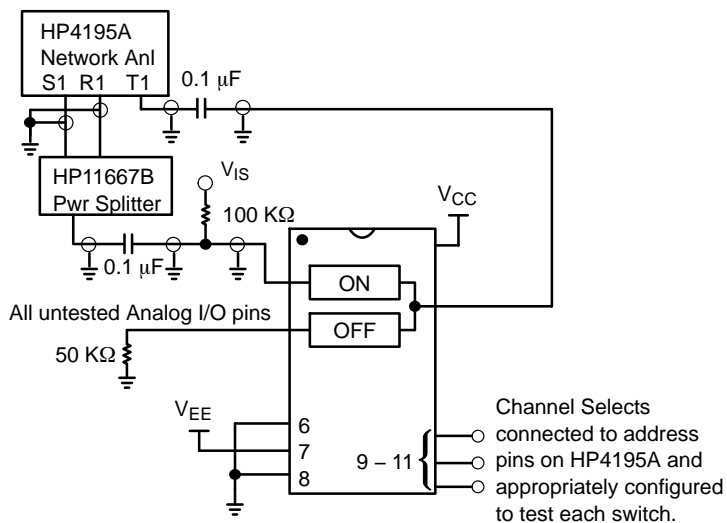 HP4195A
Network Anl
S1 R1 T1
0.1 μF
HP11667B
Pwr Splitter
VIS
100 KΩ
VCC
0.1 μF
ON
All untested Analog I/O pins
OFF
50 KΩ
VEE
6
7
8
9 – 11
Channel Selects
connected to address
pins on HP4195A and
appropriately configured
to test each switch.